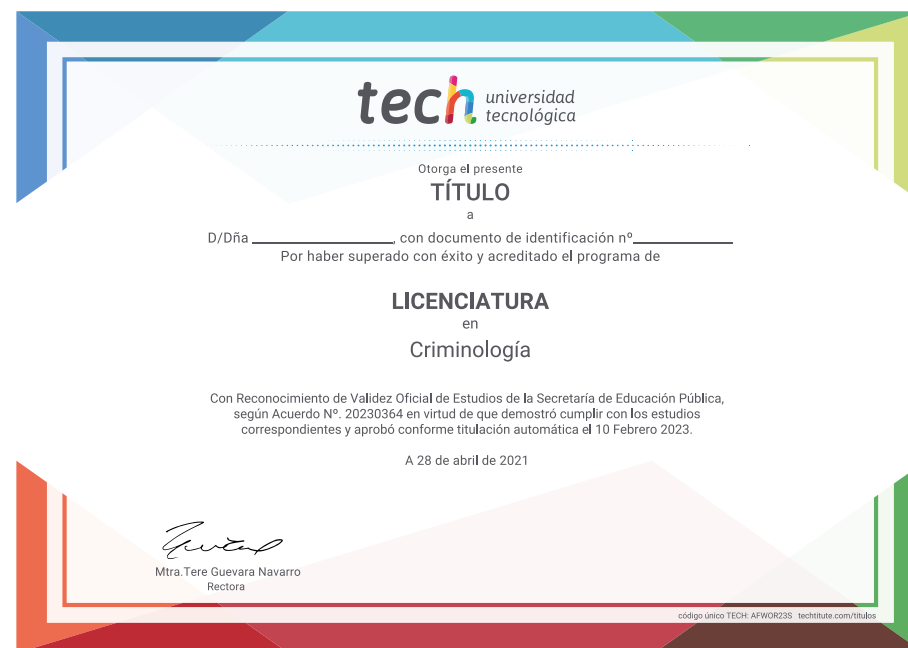 tech universidad
tecnológica
Otorga el presente
TÍTULO
a
D/Dña ____________________, con documento de identificación nº______________
Por haber superado con éxito y acreditado el programa de
LICENCIATURA
en
Criminología
Con Reconocimiento de Validez Oficial de Estudios de la Secretaría de Educación Pública,
según Acuerdo Nº. 20230364 en virtud de que demostró cumplir con los estudios
correspondientes y aprobó conforme titulación automática el 10 Febrero 2023.
A 28 de abril de 2021
Mtra.Tere Guevara Navarro
Rectora
código único TECH: AFWOR23S techtitute.com/titulos